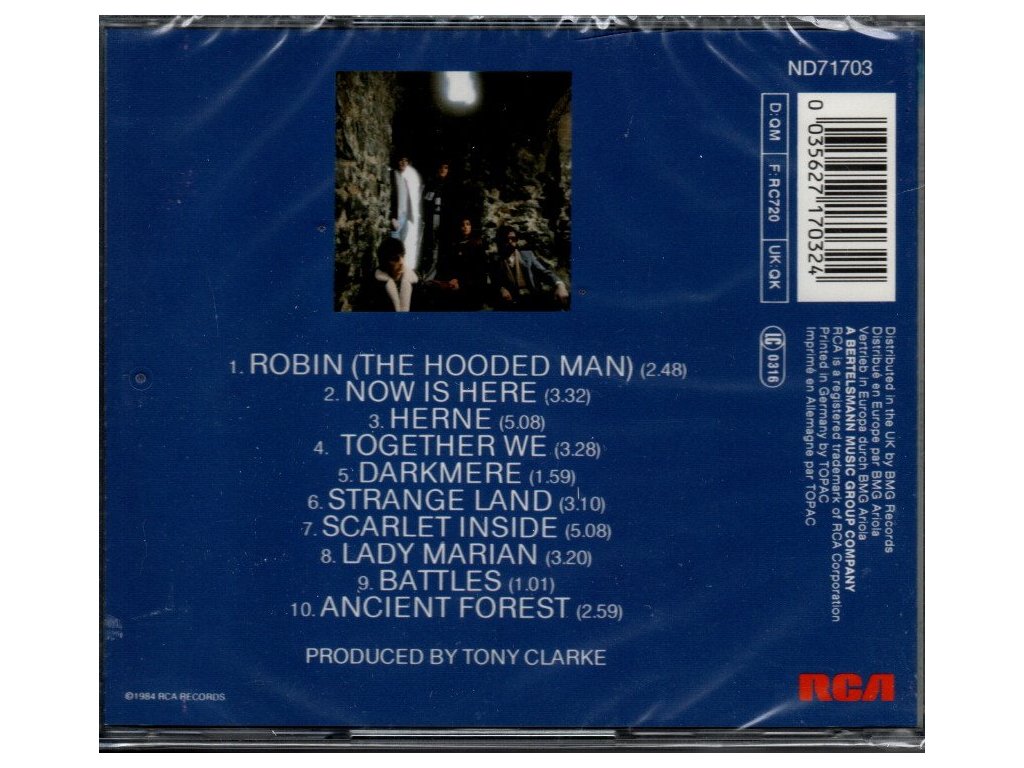 ND71703
D:QM
F:RC720
UK:QK
0 035627 170324
LC 0316
1. ROBIN (THE HOODED MAN) (2.48)
2. NOW IS HERE (3.32)
3. HERNE (5.08)
4. TOGETHER WE (3.28)
5. DARKMERE (1.59)
6. STRANGE LAND (3.10)
7. SCARLET INSIDE (5.08)
8. LADY MARIAN (3.20)
9. BATTLES (1.01)
10. ANCIENT FOREST (2.59)
PRODUCED BY TONY CLARKE
Distributed in the UK by BMG Records
Distribué en Europe par BMG Ariola
Vertrieb in Europa durch BMG Ariola
A BERTELSMANN MUSIC GROUP COMPANY
RCA is a registered trademark of RCA Corporation
Printed in Germany by TOPAC
Imprimé en Allemagne par TOPAC
RCA
©1984 RCA RECORDS